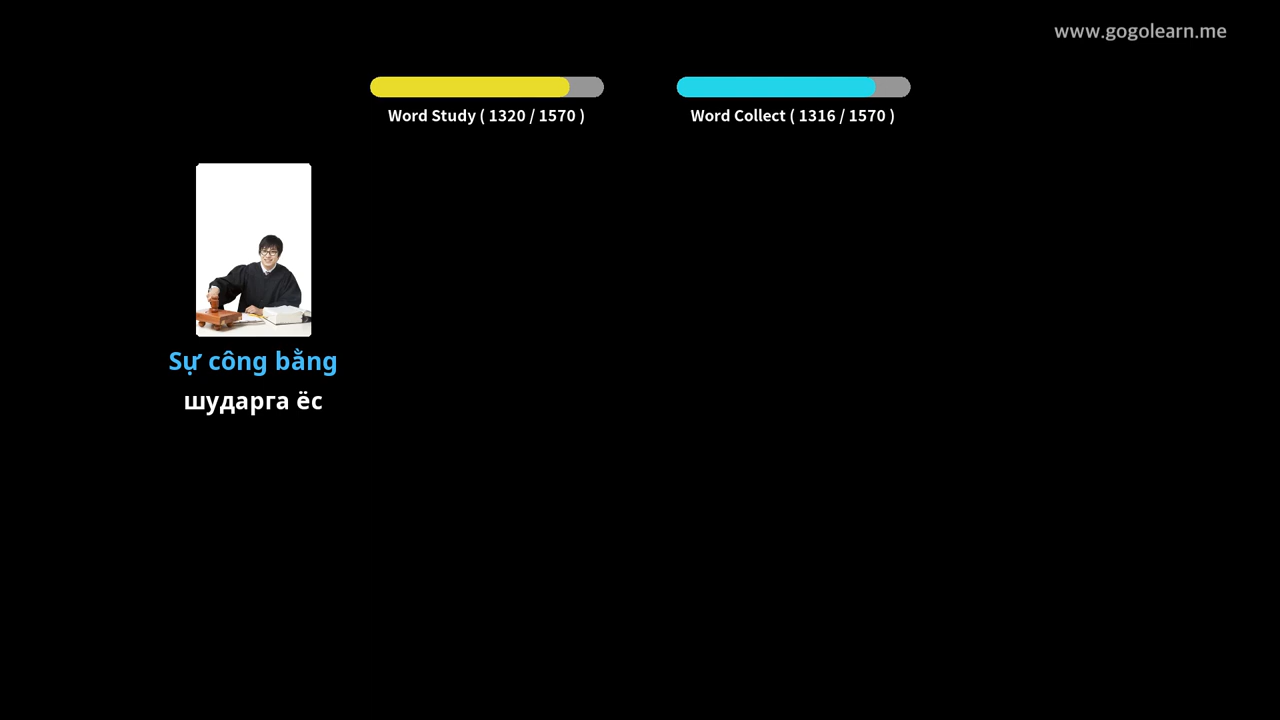 www.gogolearn.me
Word Study ( 1320 / 1570 )
Word Collect ( 1316 / 1570 )
Sự công bằng
шударга ёс